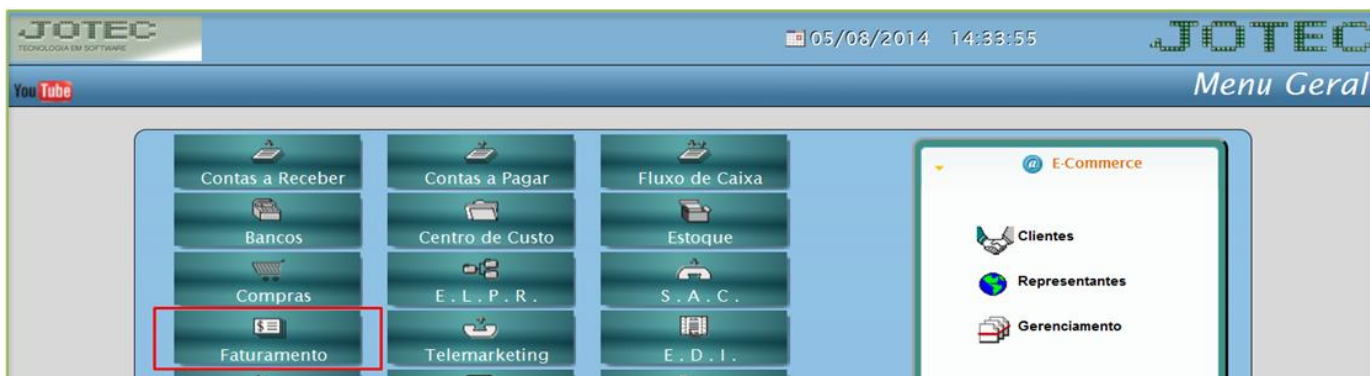 JOTEC
TECNOLOGIA EM SOFTWARE
05/08/2014 14:33:55
JOTEC
You Tube
Menu Geral
Contas a Receber
Contas a Pagar
Fluxo de Caixa
@ E-Commerce
Bancos
Centro de Custo
Estoque
Clientes
Compras
E.L.P.R.
S.A.C.
Representantes
$ Faturamento
Telemarketing
E.D.I.
Gerenciamento